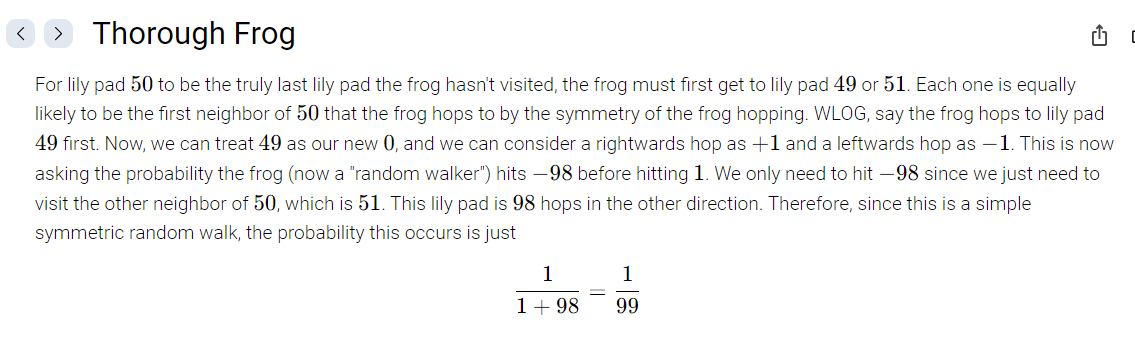 Thorough Frog
For lily pad 50 to be the truly last lily pad the frog hasn't visited, the frog must first get to lily pad 49 or 51. Each one is equally
likely to be the first neighbor of 50 that the frog hops to by the symmetry of the frog hopping. WLOG, say the frog hops to lily pad
49 first. Now, we can treat 49 as our new 0, and we can consider a rightwards hop as +1 and a leftwards hop as −1. This is now
asking the probability the frog (now a "random walker") hits −98 before hitting 1. We only need to hit −98 since we just need to
visit the other neighbor of 50, which is 51. This lily pad is 98 hops in the other direction. Therefore, since this is a simple
symmetric random walk, the probability this occurs is just
1/(1 + 98) = 1/99